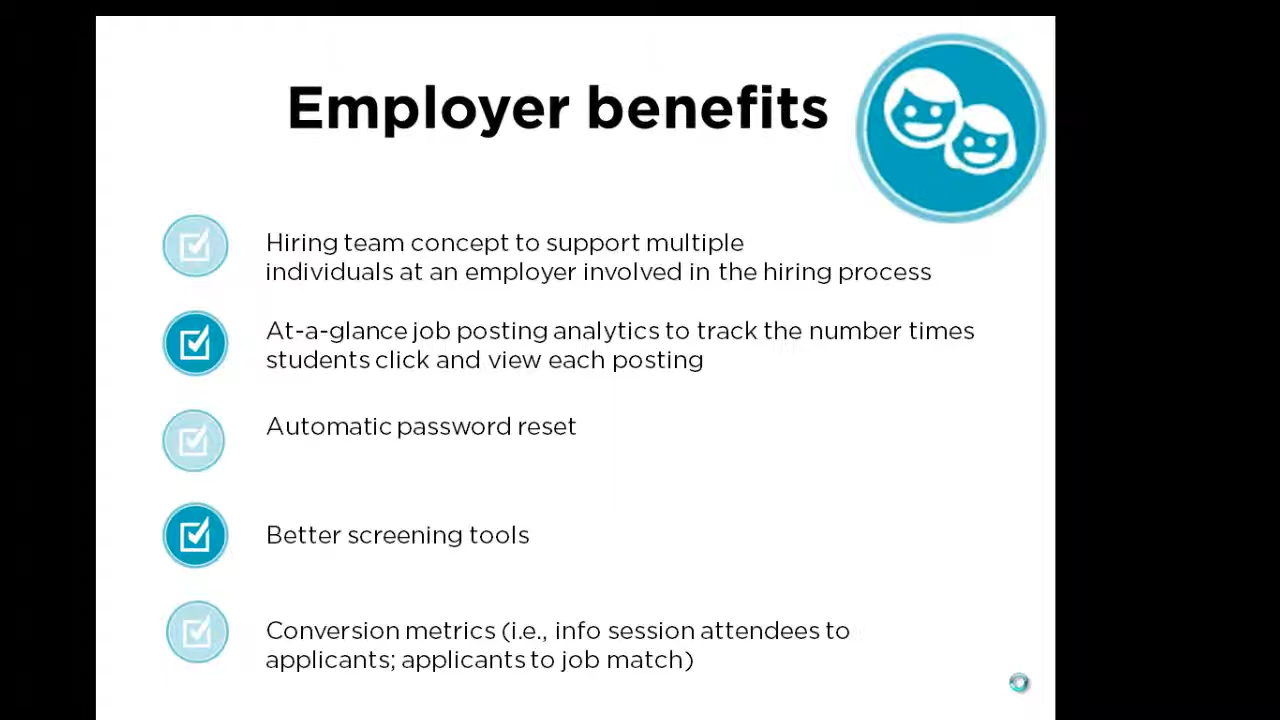 Employer benefits
Hiring team concept to support multiple
individuals at an employer involved in the hiring process
At-a-glance job posting analytics to track the number times
students click and view each posting
Automatic password reset
Better screening tools
Conversion metrics (i.e., info session attendees to
applicants; applicants to job match)